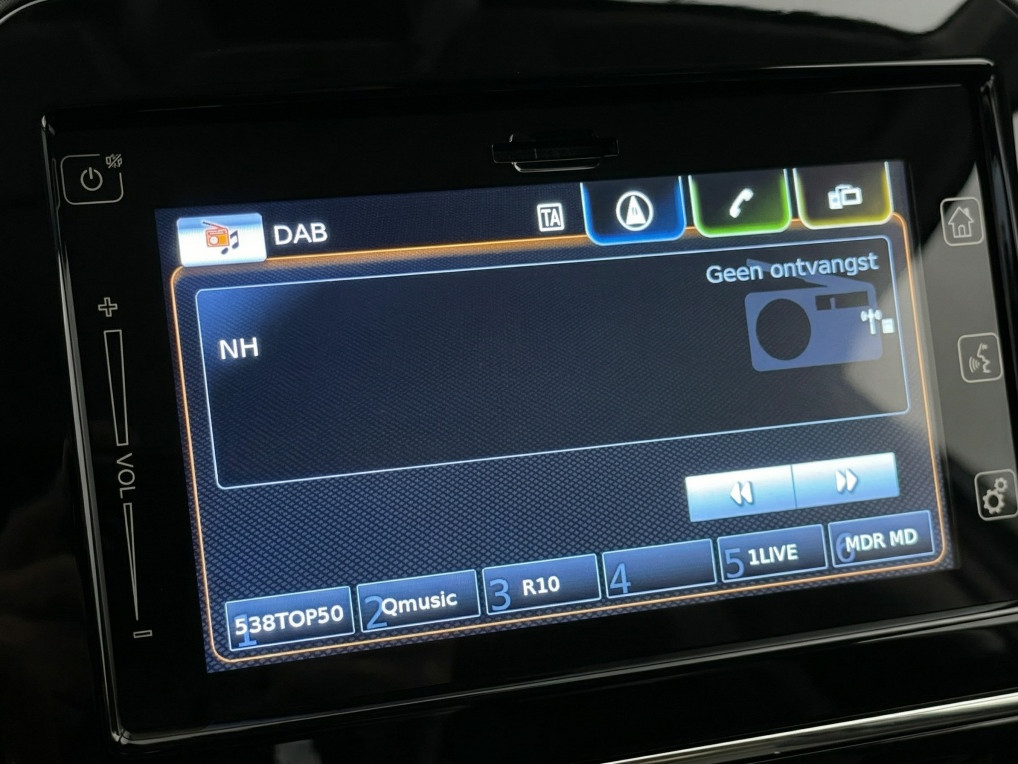 DAB
TA
Geen ontvangst
NH
VOL
1 538TOP50
2 Qmusic
3 R10
4
5 1LIVE
6 MDR MD